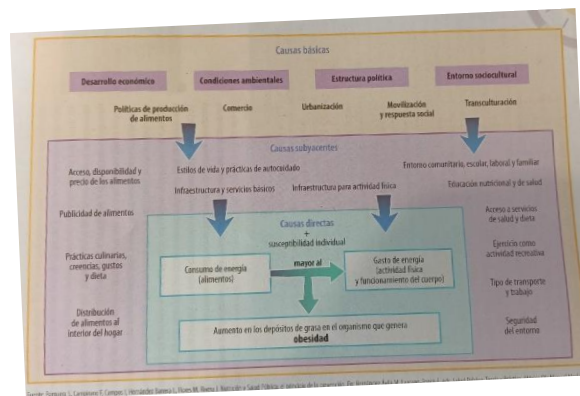 Causas básicas
Desarrollo económico
Condiciones ambientales
Estructura política
Entorno sociocultural
Políticas de producción
de alimentos
Comercio
Urbanización
Movilización
y respuesta social
Transculturación
Causas subyacentes
Acceso, disponibilidad y
precio de los alimentos
Estilos de vida y prácticas de autocuidado
Entorno comunitario, escolar, laboral y familiar
Infraestructura y servicios básicos
Infraestructura para actividad física
Educación nutricional y de salud
Publicidad de alimentos
Acceso a servicios
de salud y dieta
Causas directas
+
susceptibilidad individual
Prácticas culinarias,
creencias, gustos
y dieta
Consumo de energía
(alimentos)
mayor al
Gasto de energía
(actividad física
y funcionamiento del cuerpo)
Ejercicio como
actividad recreativa
Tipo de transporte
y trabajo
Distribución
de alimentos al
interior del hogar
Aumento en los depósitos de grasa en el organismo que genera
obesidad
Seguridad
del entorno